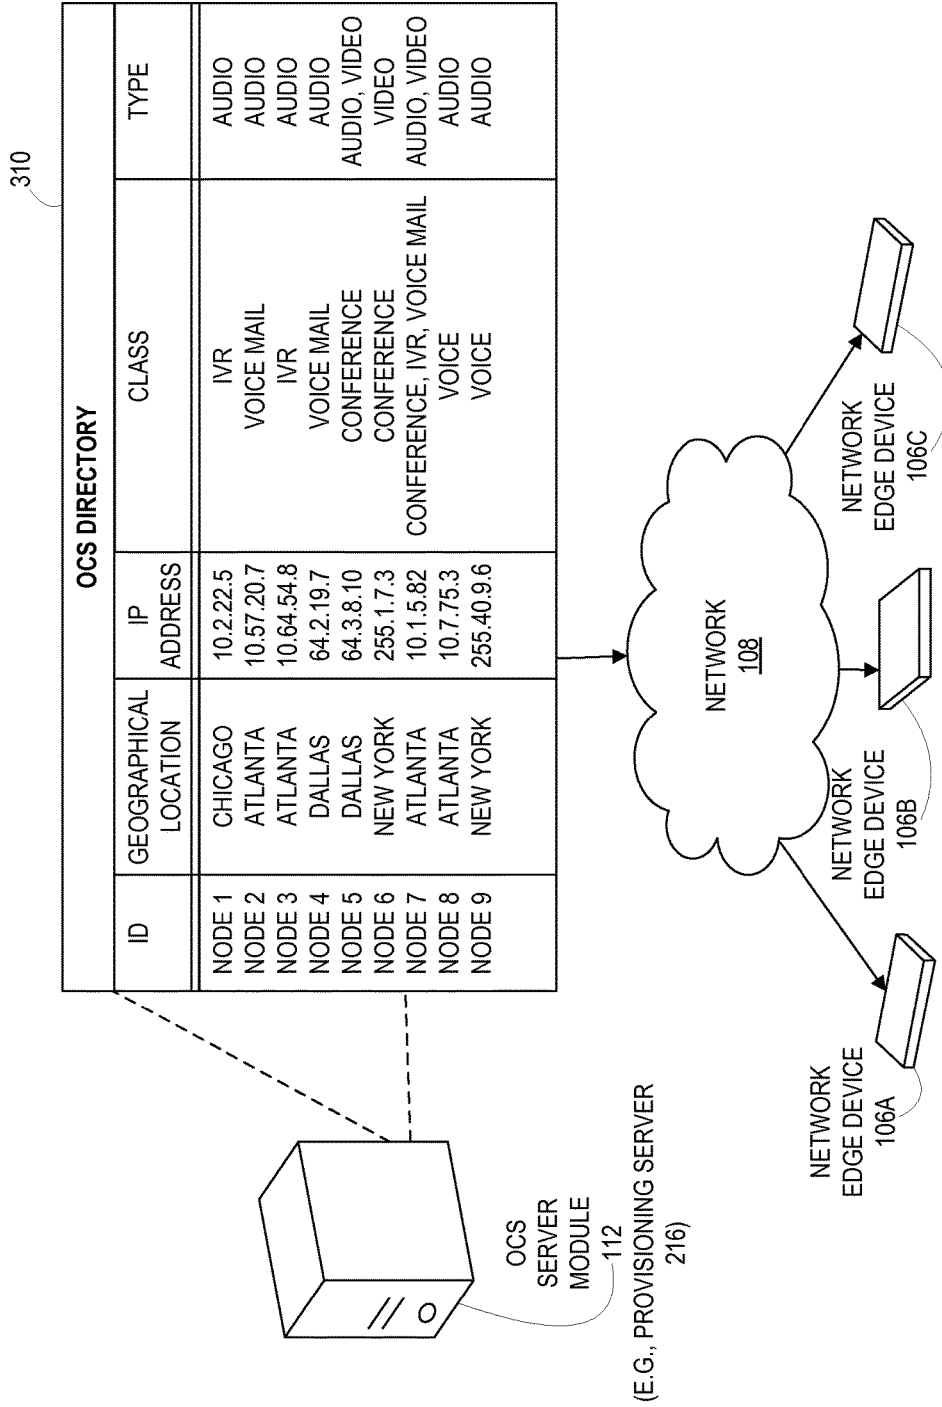 310
OCS DIRECTORY
ID GEOGRAPHICAL LOCATION IP ADDRESS CLASS TYPE
NODE 1 CHICAGO 10.2.22.5 IVR AUDIO
NODE 2 ATLANTA 10.57.20.7 VOICE MAIL AUDIO
NODE 3 ATLANTA 10.64.54.8 IVR AUDIO
NODE 4 DALLAS 64.2.19.7 VOICE MAIL AUDIO
NODE 5 DALLAS 64.3.8.10 CONFERENCE AUDIO, VIDEO
NODE 6 NEW YORK 255.1.7.3 CONFERENCE VIDEO
NODE 7 ATLANTA 10.1.5.82 CONFERENCE, IVR, VOICE MAIL AUDIO, VIDEO
NODE 8 ATLANTA 10.7.75.3 VOICE AUDIO
NODE 9 NEW YORK 255.40.9.6 VOICE AUDIO
OCS
SERVER
MODULE
112
(E.G., PROVISIONING SERVER
216)
NETWORK
108
NETWORK
EDGE DEVICE
106A
NETWORK
EDGE DEVICE
106B
NETWORK
EDGE DEVICE
106C